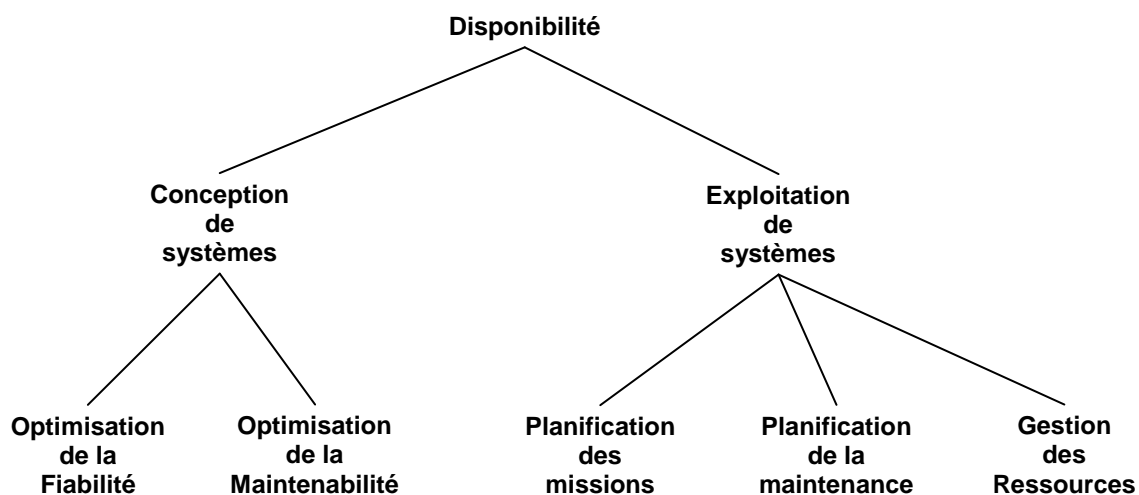 Disponibilité
Conception
de
systèmes
Exploitation
de
systèmes
Optimisation
de la
Fiabilité
Optimisation
de la
Maintenabilité
Planification
des
missions
Planification
de la
maintenance
Gestion
des
Ressources